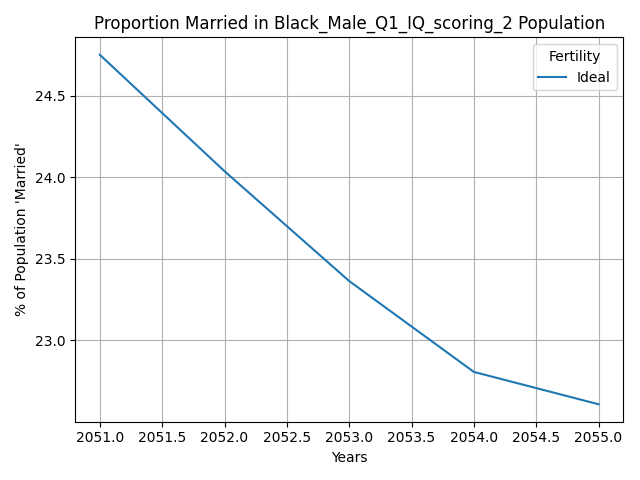 Proportion Married in Black_Male_Q1_IQ_scoring_2 Population
Fertility
Ideal
% of Population 'Married'
24.5
24.0
23.5
23.0
2051.0 2051.5 2052.0 2052.5 2053.0 2053.5 2054.0 2054.5 2055.0
Years